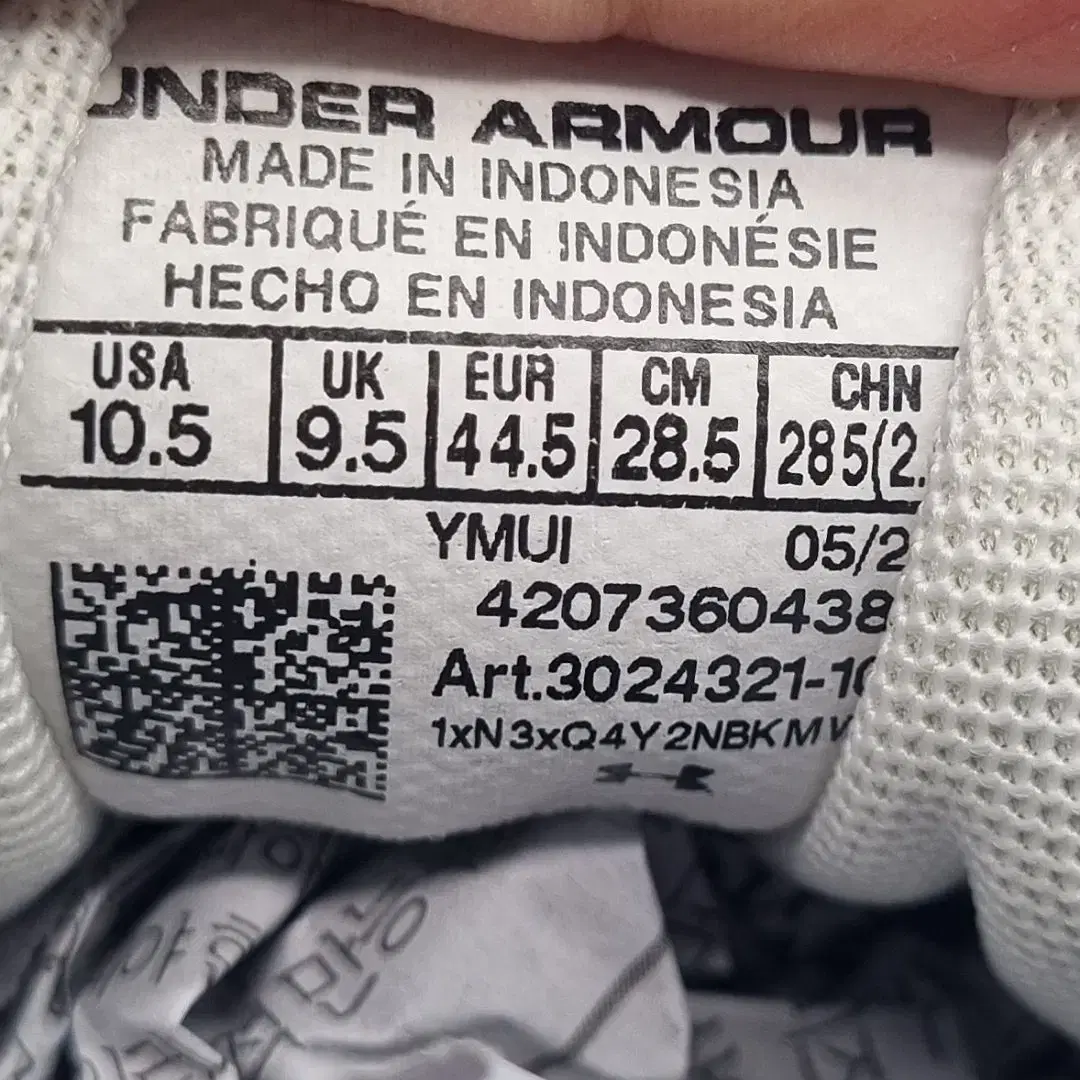 UNDER ARMOUR
MADE IN INDONESIA
FABRIQUÉ EN INDONÉSIE
HECHO EN INDONESIA
USA UK EUR CM CHN
10.5 9.5 44.5 28.5 285(2.
YMUI 05/2
4207360438
Art.3024321-10
1xN3xQ4Y2NBKMV